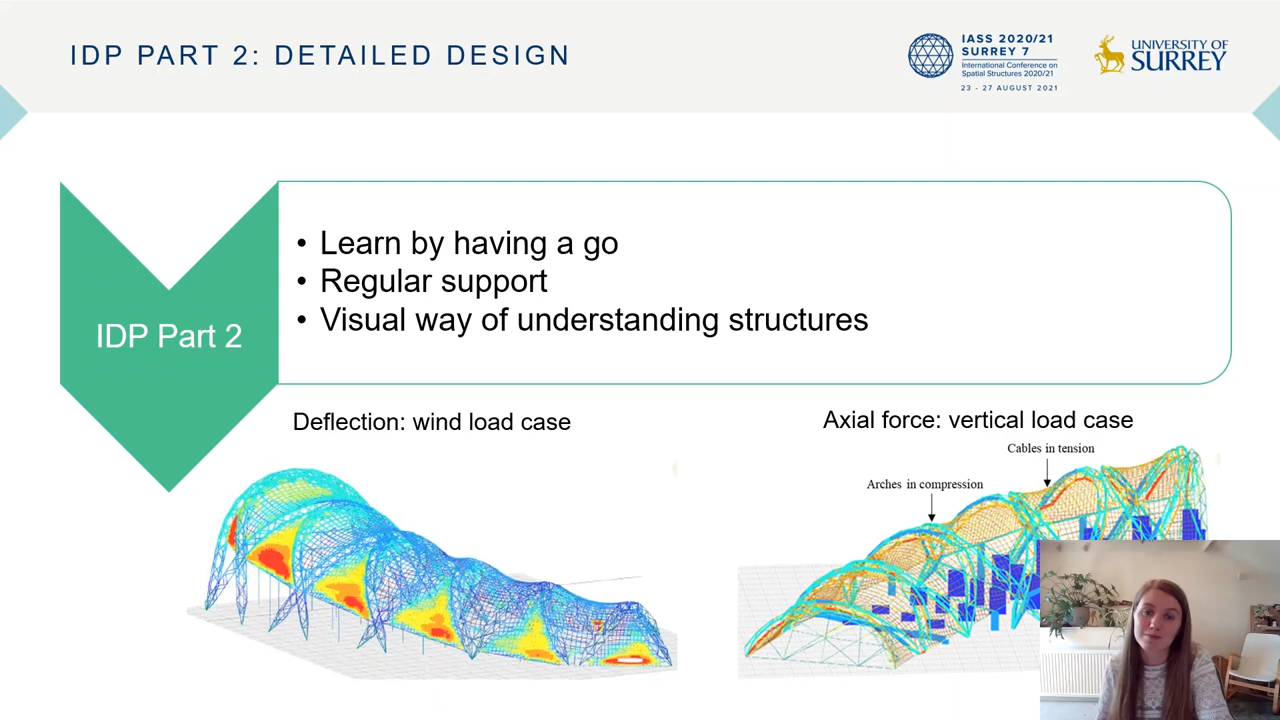 IDP PART 2: DETAILED DESIGN
IASS 2020/21
SURREY 7
International Conference on
Spatial Structures 2020/21
23 - 27 AUGUST 2021
UNIVERSITY OF
SURREY
IDP Part 2
• Learn by having a go
• Regular support
• Visual way of understanding structures
Deflection: wind load case
Axial force: vertical load case
Cables in tension
Arches in compression